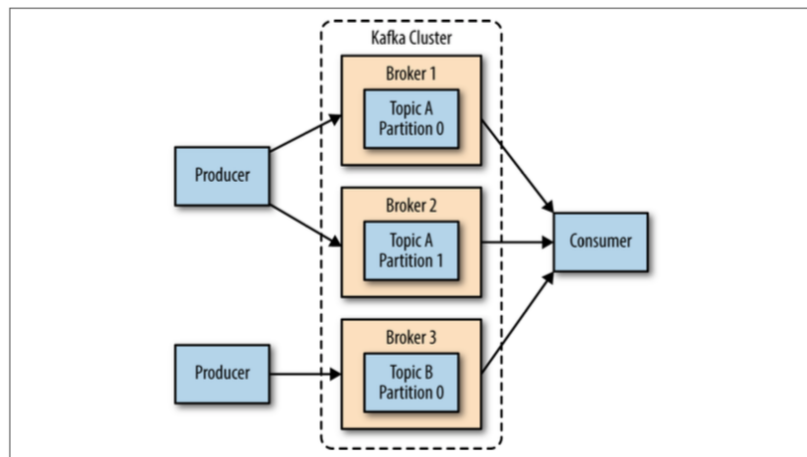 Kafka Cluster
Broker 1
Topic A
Partition 0
Producer
Broker 2
Topic A
Partition 1
Consumer
Broker 3
Producer
Topic B
Partition 0